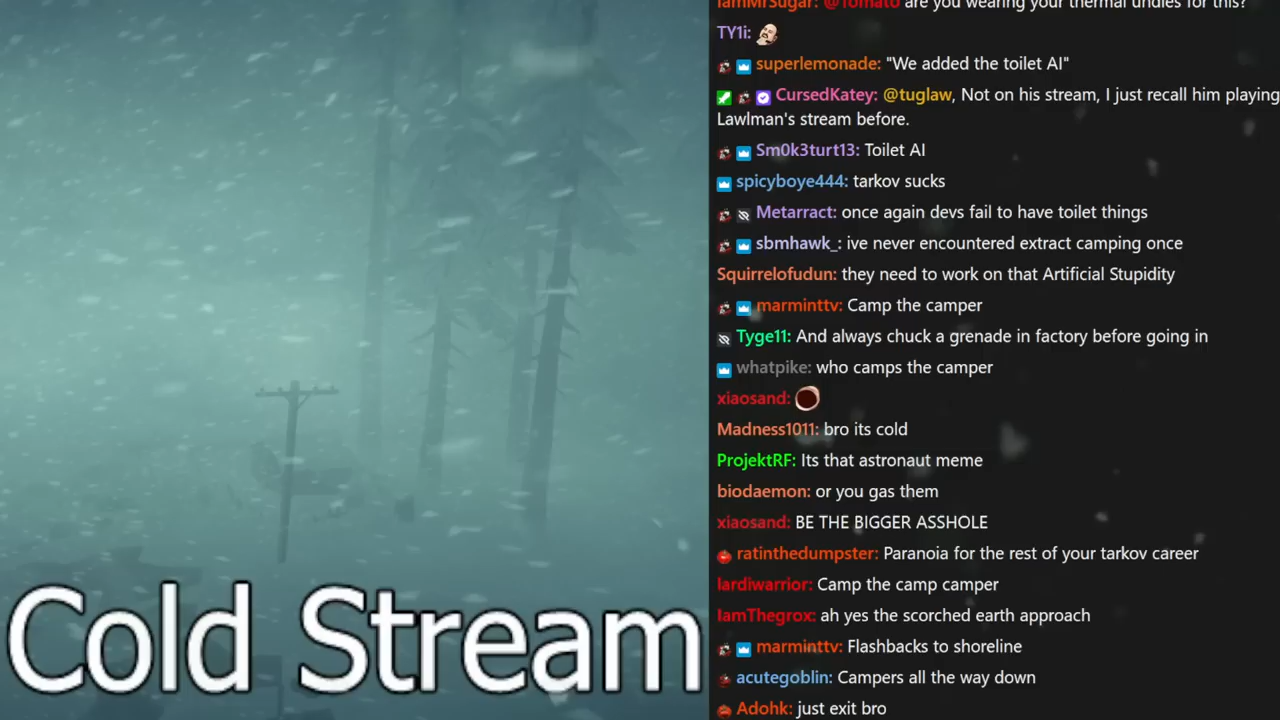 IamMrSugar: @Tomato are you wearing your thermal undies for this?
TY1i:
superlemonade: "We added the toilet AI"
CursedKatey: @tuglaw, Not on his stream, I just recall him playing
Lawlman's stream before.
Sm0k3turt13: Toilet AI
spicyboye444: tarkov sucks
Metarract: once again devs fail to have toilet things
sbmhawk_: ive never encountered extract camping once
Squirrelofudun: they need to work on that Artificial Stupidity
marminttv: Camp the camper
Tyge11: And always chuck a grenade in factory before going in
whatpike: who camps the camper
xiaosand:
Madness1011: bro its cold
ProjektRF: Its that astronaut meme
biodaemon: or you gas them
xiaosand: BE THE BIGGER ASSHOLE
ratinthedumpster: Paranoia for the rest of your tarkov career
lardiwarrior: Camp the camp camper
IamThegrox: ah yes the scorched earth approach
marminttv: Flashbacks to shoreline
acutegoblin: Campers all the way down
Adohk: just exit bro
Cold Stream